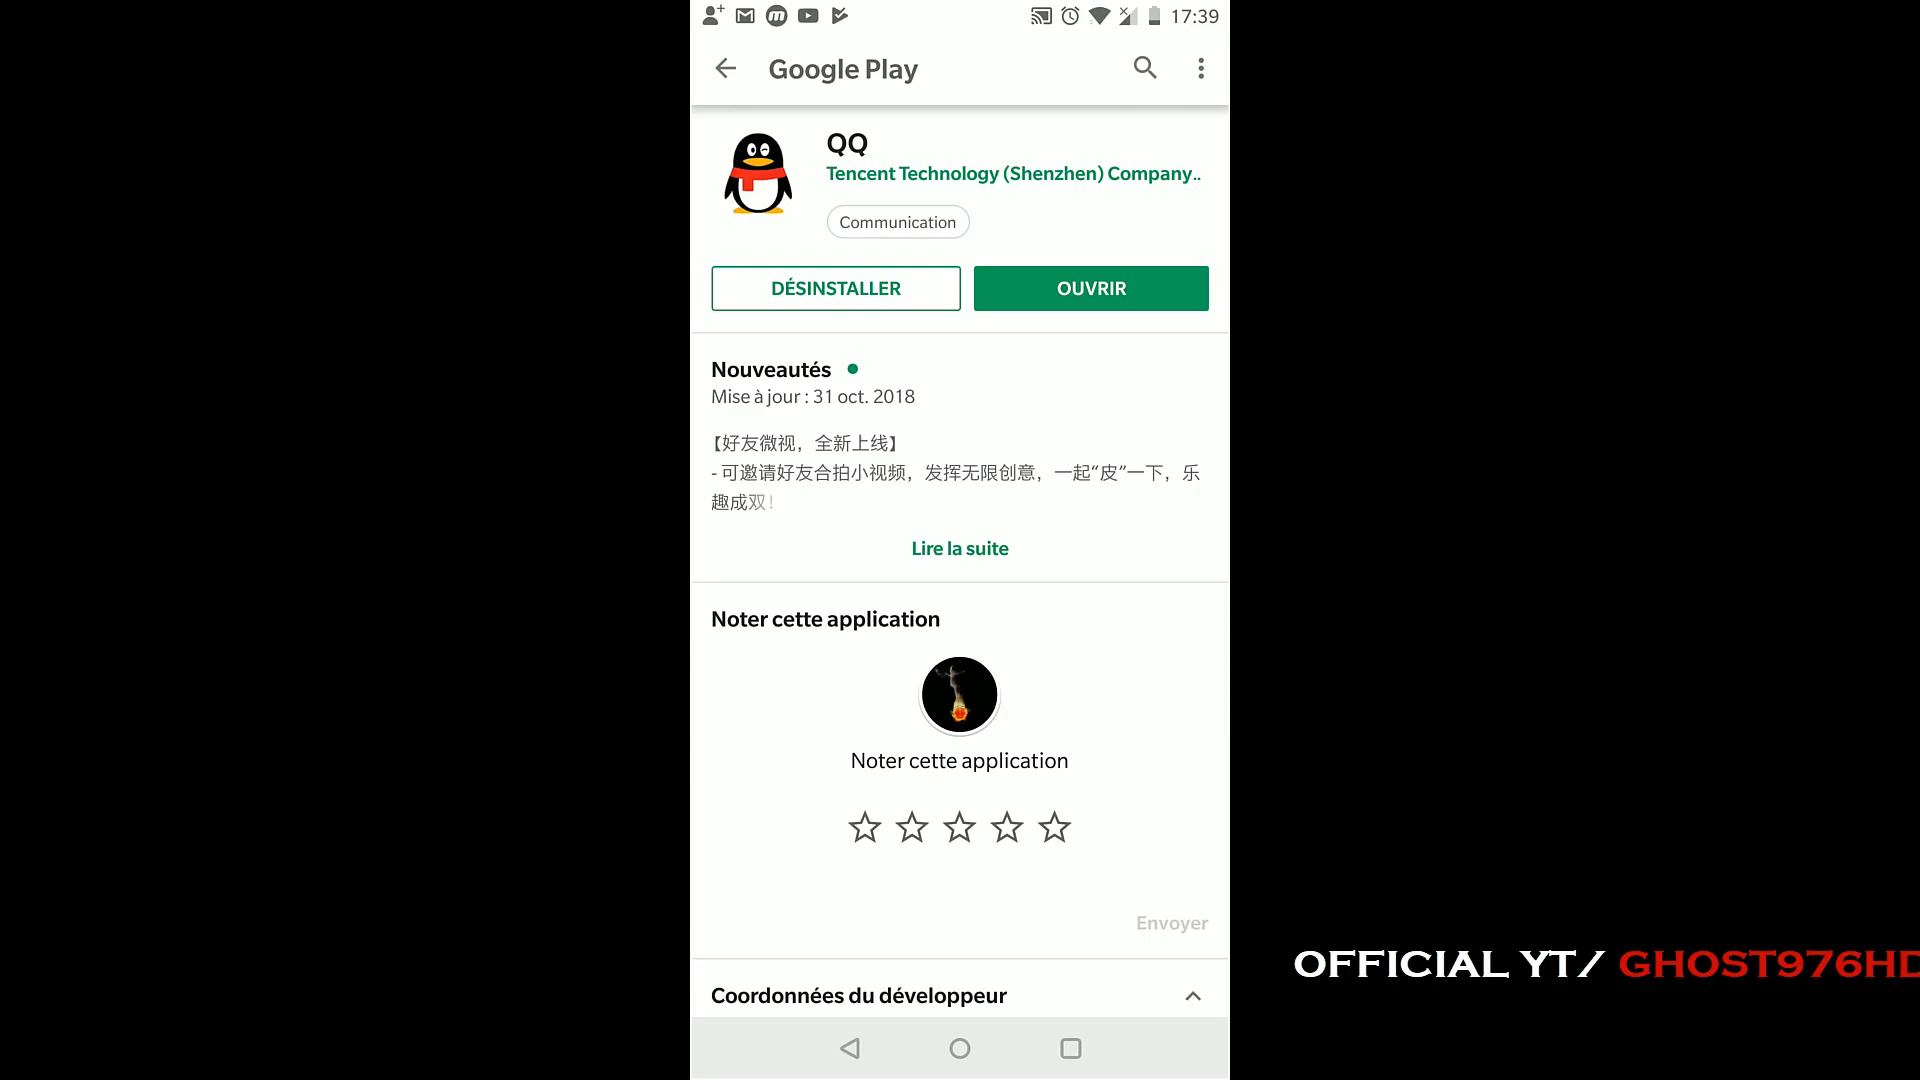 17:39
Google Play
QQ
Tencent Technology (Shenzhen) Company..
Communication
DÉSINSTALLER
OUVRIR
Nouveautés
Mise à jour : 31 oct. 2018
【好友微视，全新上线】
- 可邀请好友合拍小视频，发挥无限创意，一起“皮”一下，乐
趣成双！
Lire la suite
Noter cette application
Noter cette application
Envoyer
Coordonnées du développeur
OFFICIAL YT/ GHOST976HD